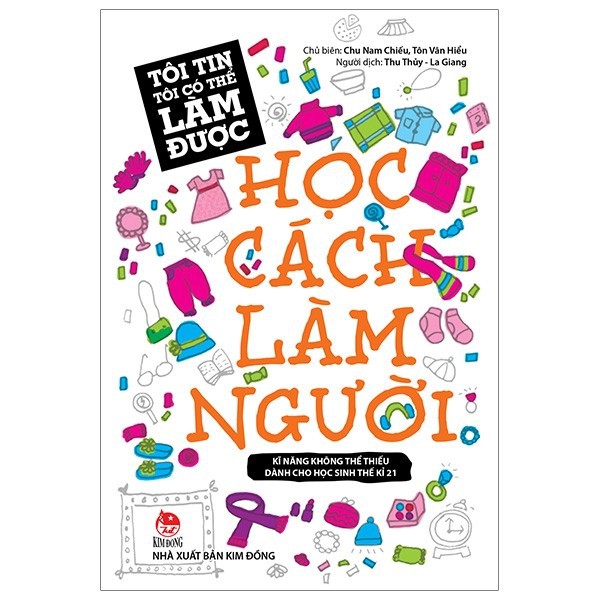 Chủ biên: Chu Nam Chiếu, Tôn Vân Hiểu
Người dịch: Thu Thủy - La Giang
TÔI TIN
TÔI CÓ THỂ
LÀM
ĐƯỢC
HỌC
CÁCH
LÀM
NGƯỜI
KĨ NĂNG KHÔNG THỂ THIẾU
DÀNH CHO HỌC SINH THẾ KỈ 21
KIM ĐỒNG
NHÀ XUẤT BẢN KIM ĐỒNG
2